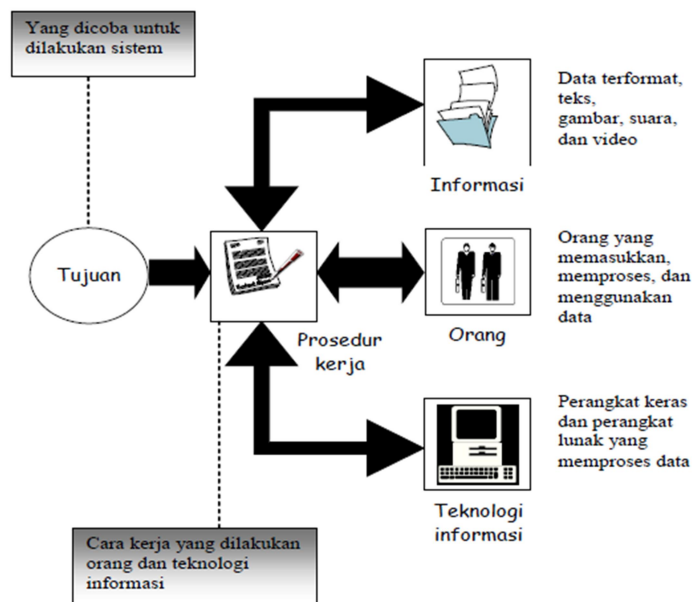 Yang dicoba untuk
dilakukan sistem
Data terformat,
teks,
gambar, suara,
dan video
Informasi
Tujuan
Prosedur
kerja
Orang yang
memasukkan,
memproses, dan
menggunakan
data
Orang
Perangkat keras
dan perangkat
lunak yang
memproses data
Teknologi
informasi
Cara kerja yang dilakukan
orang dan teknologi
informasi